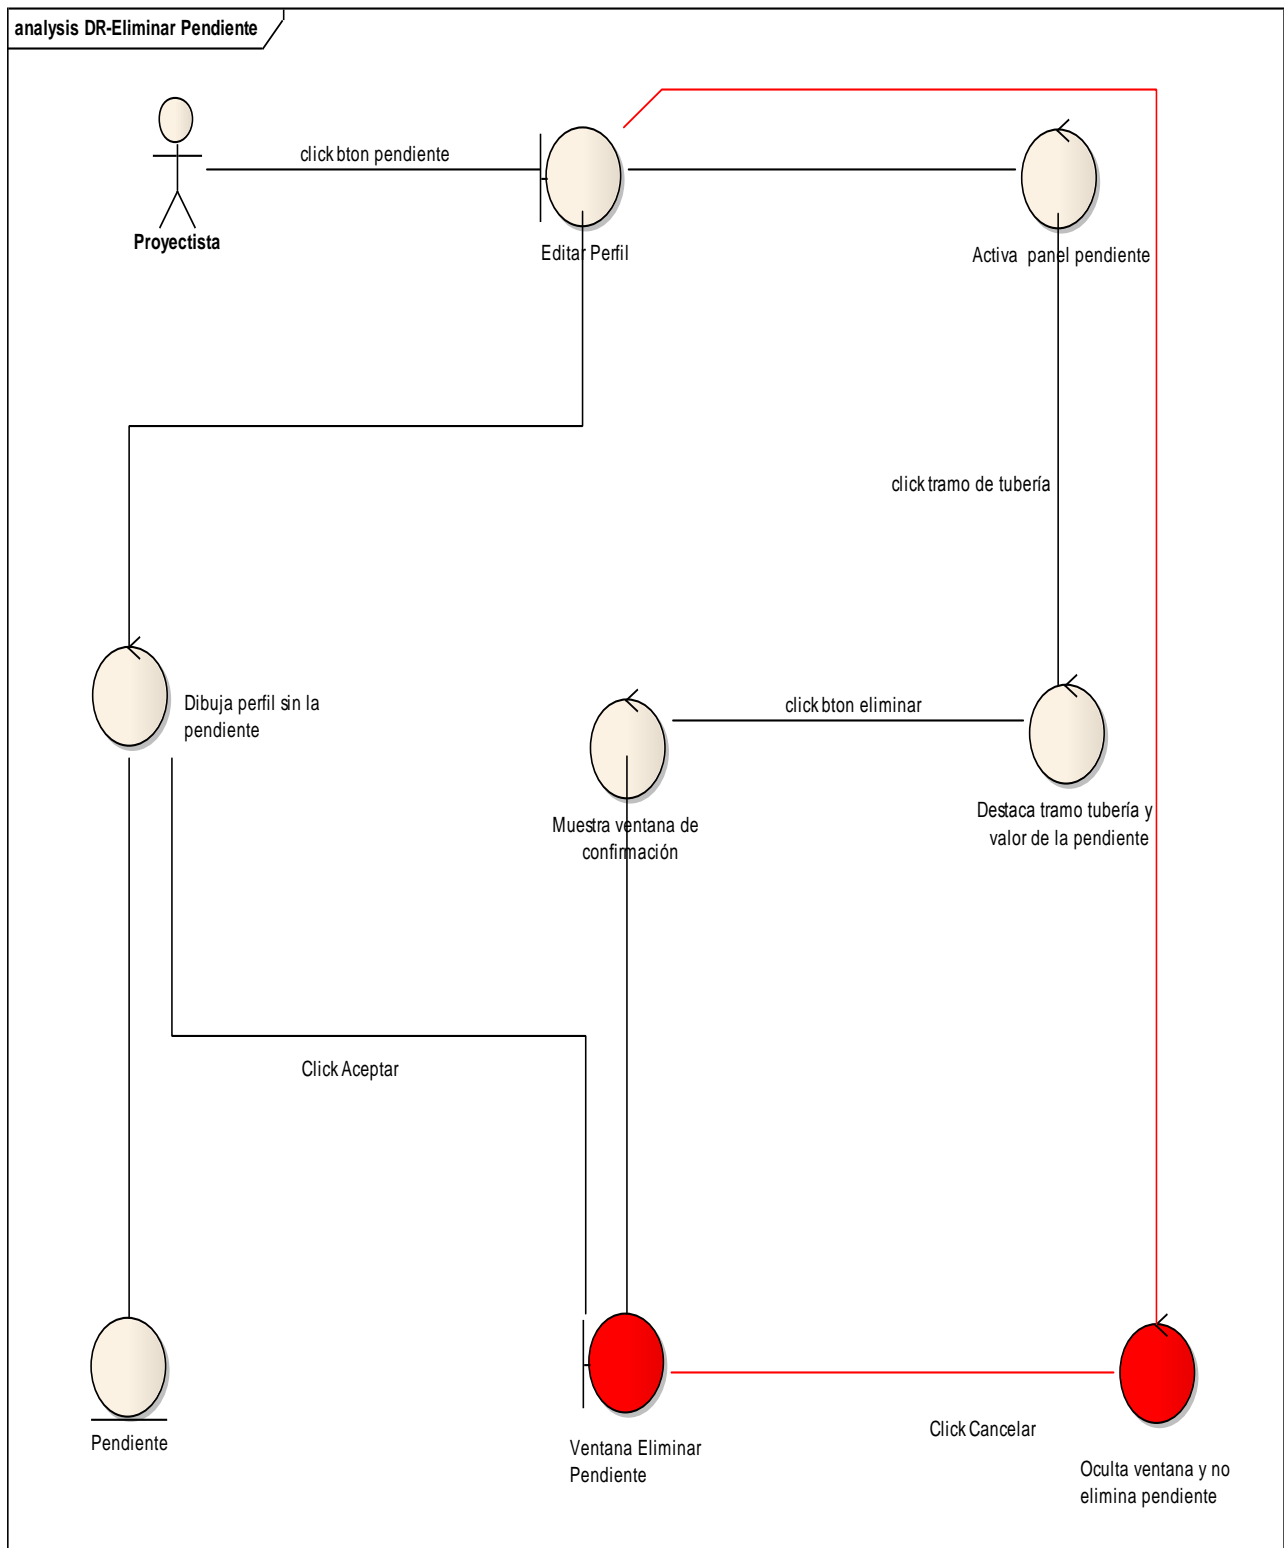 analysis DR-Eliminar Pendiente
click bton pendiente
Proyectista
Editar Perfil
Activa panel pendiente
click tramo de tubería
Dibuja perfil sin la
pendiente
click bton eliminar
Muestra ventana de
confirmación
Destaca tramo tubería y
valor de la pendiente
Click Aceptar
Pendiente
Ventana Eliminar
Pendiente
Click Cancelar
Oculta ventana y no
elimina pendiente